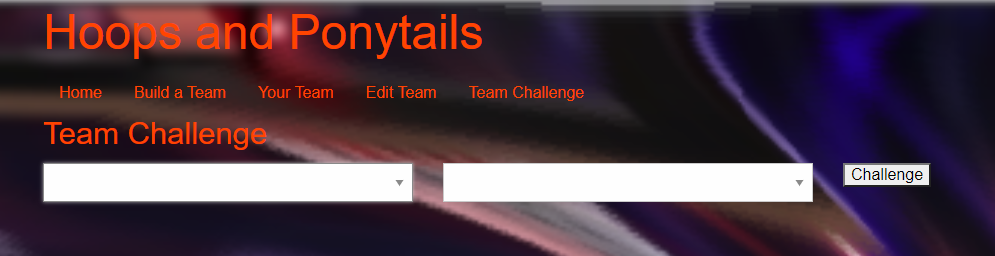 Hoops and Ponytails
Home Build a Team Your Team Edit Team Team Challenge
Team Challenge
Challenge